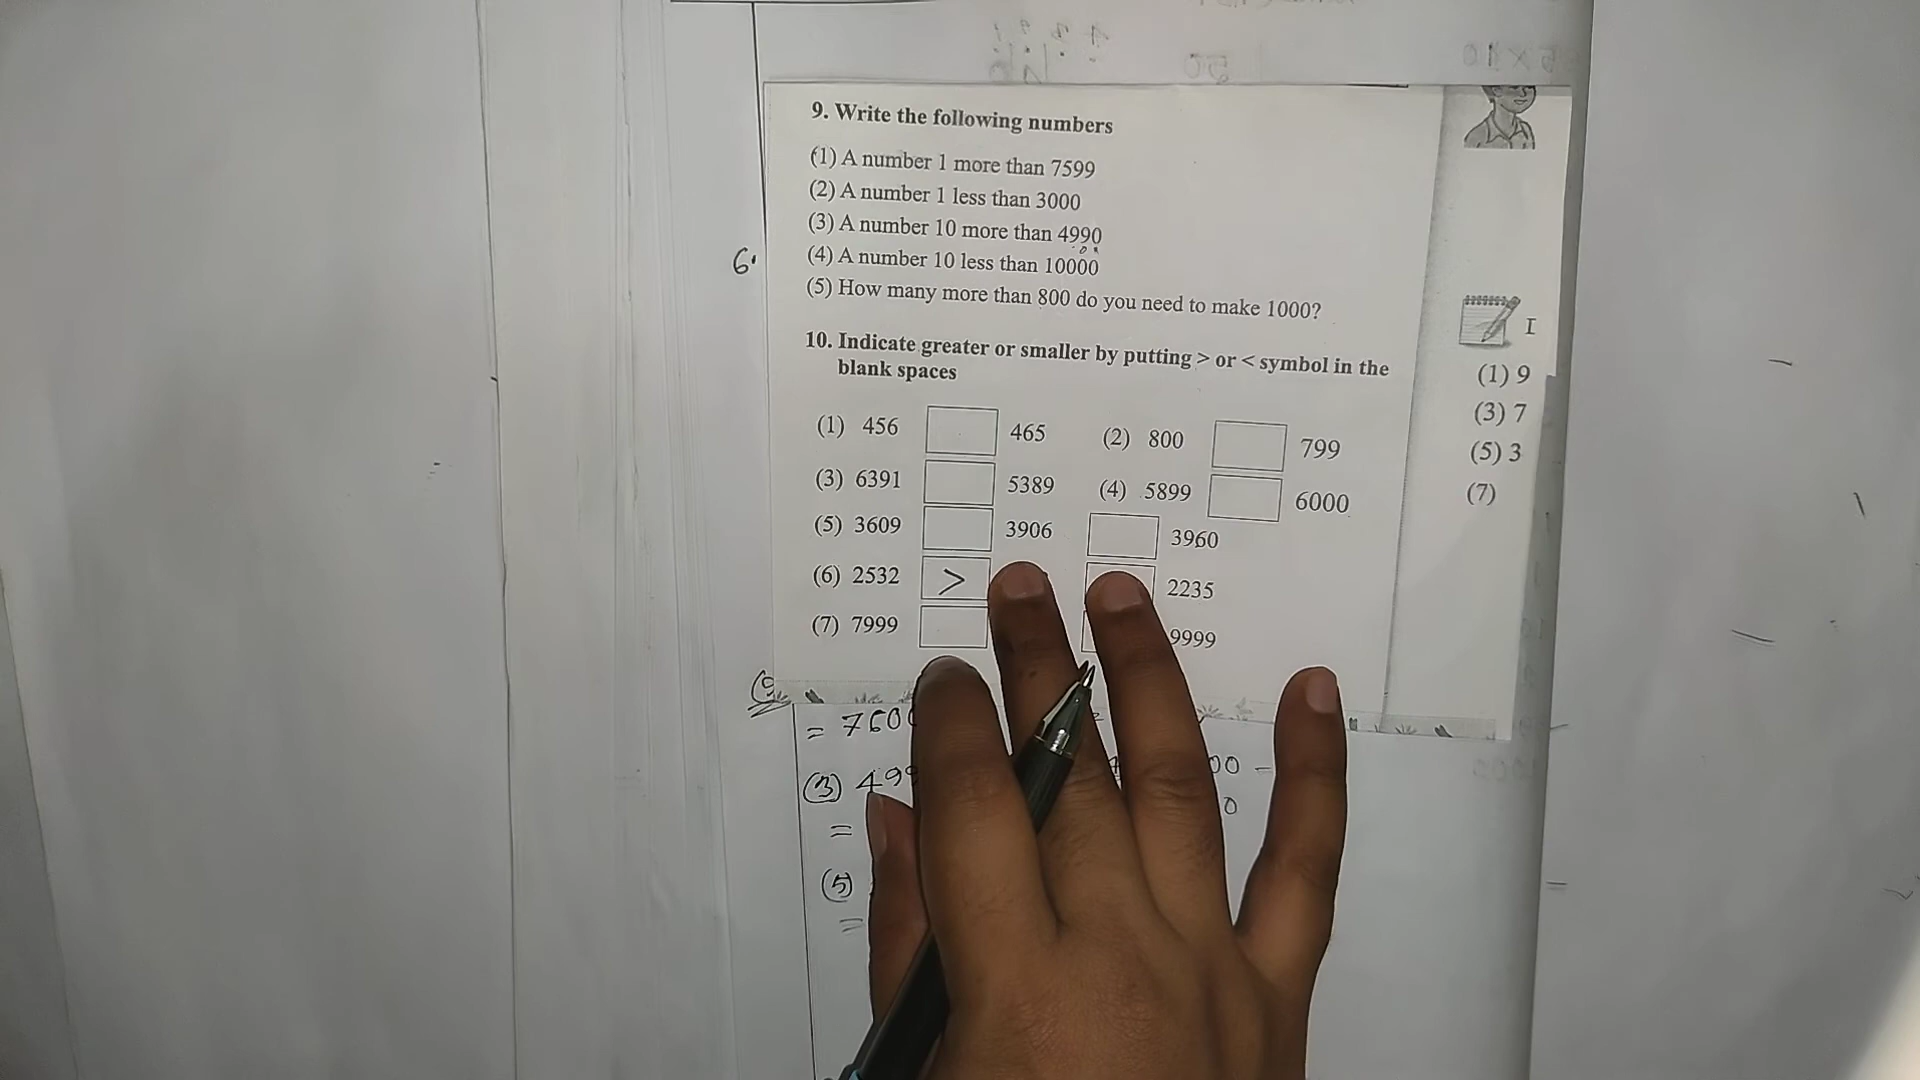 9. Write the following numbers
(1) A number 1 more than 7599
(2) A number 1 less than 3000
(3) A number 10 more than 4990
(4) A number 10 less than 10000
(5) How many more than 800 do you need to make 1000?
6.
10. Indicate greater or smaller by putting > or < symbol in the
blank spaces
(1) 456 465 (2) 800 799
(3) 6391 5389 (4) 5899 6000
(5) 3609 3906 3960
(6) 2532 > 2235
(7) 7999 9999
I
(1) 9
(3) 7
(5) 3
(7)
= 760
(3) 499
=
(5)
=
00 -
0